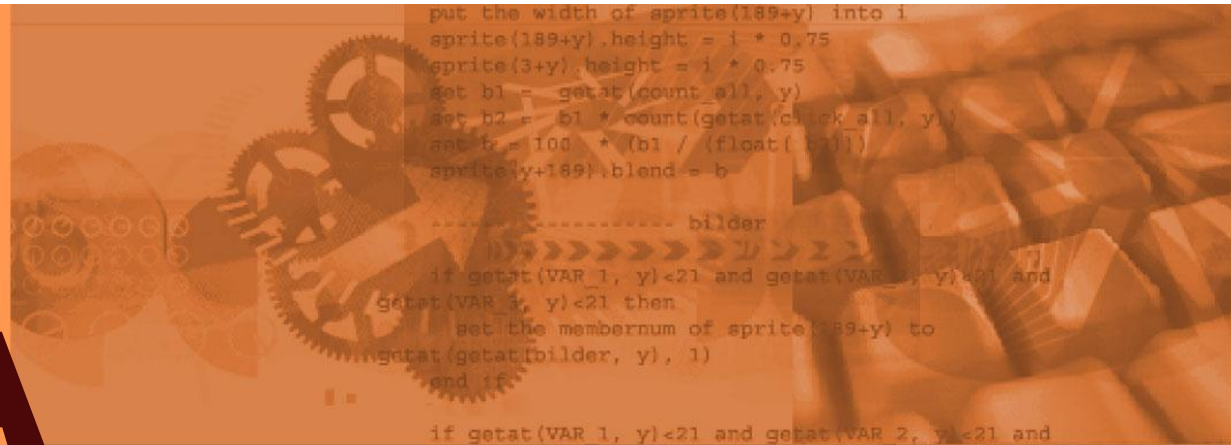 put the width of sprite(189+y) into i
sprite(189+y).height = i * 0.75
sprite(3+y).height = i * 0.75
set b1 = getat(count_all, y)
set b2 = b1 * count(getat(click_all, y))
set b = 100 * (b1 / (float(
sprite(y+189).blend = b
-------------------- bilder
if getat(VAR_1, y)<21 and getat(VAR_2, y)<21 and
getat(VAR_3, y)<21 then
set the membernum of sprite(189+y) to
getat(getat(bilder, y), 1)
end if
if getat(VAR_1, y)<21 and getat(VAR_2, y)<21 and